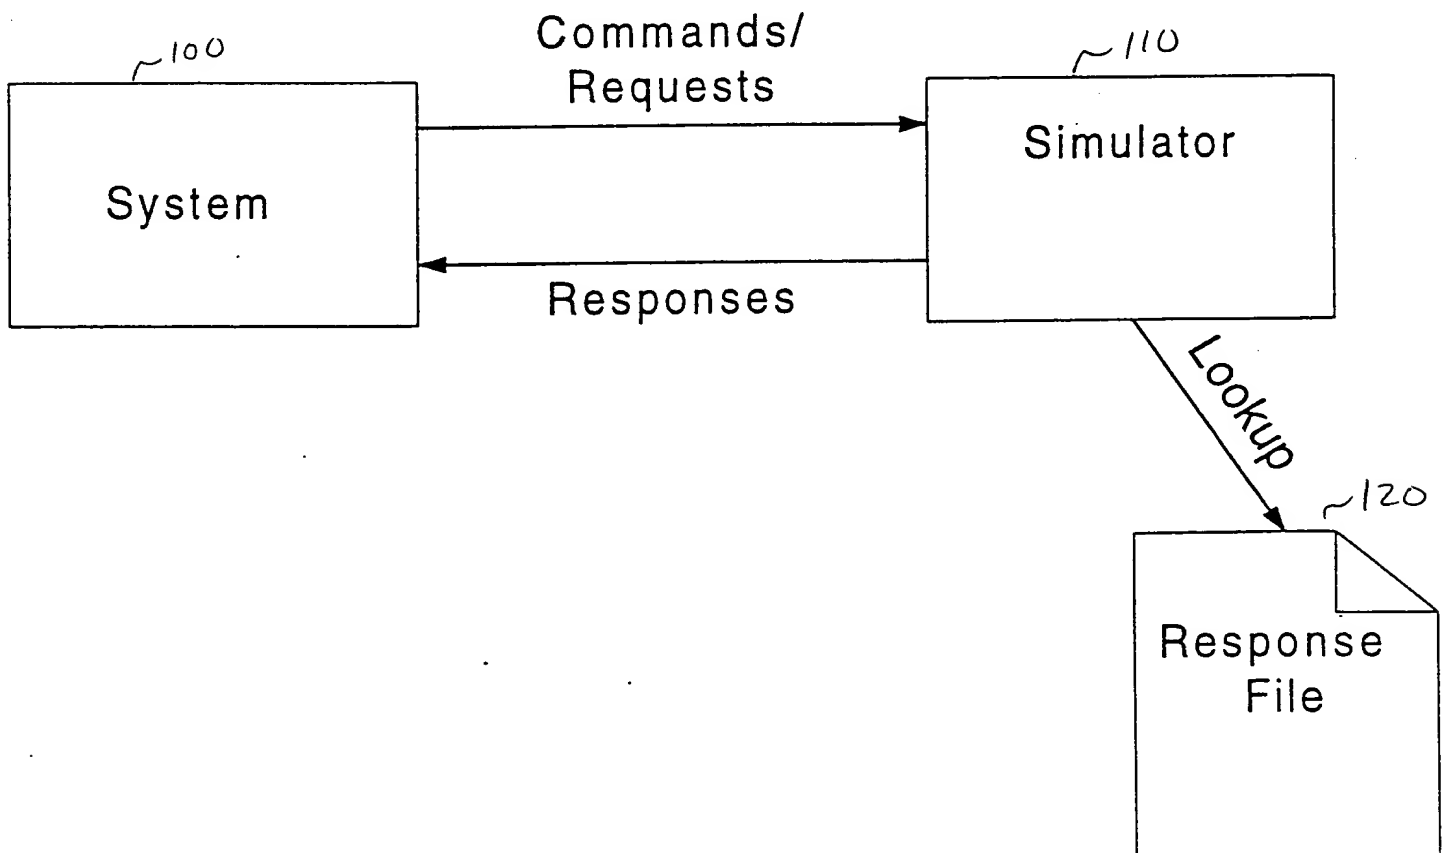 100
Commands/
Requests
110
System
Simulator
Responses
Lookup
120
Response
File